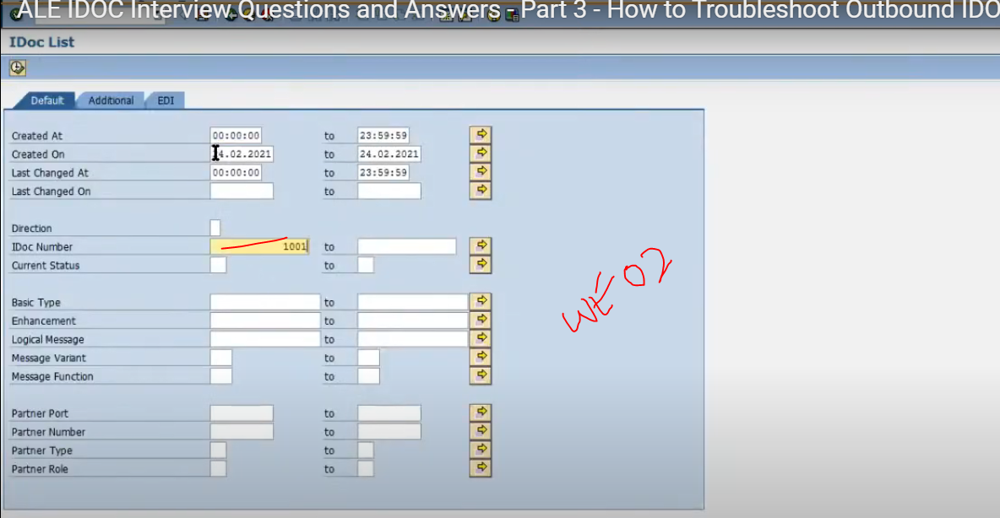 ALE IDOC Interview Questions and Answers - Part 3 - How to Troubleshoot Outbound IDO
IDoc List
Default Additional EDI
Created At 00:00:00 to 23:59:59
Created On 4.02.2021 to 24.02.2021
Last Changed At 00:00:00 to 23:59:59
Last Changed On to
Direction
IDoc Number 1001 to
Current Status to
WE02
Basic Type to
Enhancement to
Logical Message to
Message Variant to
Message Function to
Partner Port to
Partner Number to
Partner Type to
Partner Role to